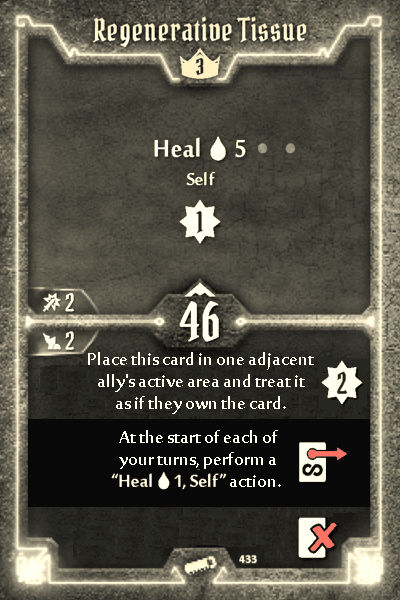 Regenerative Tissue
3
Heal 5
Self
1
2
46
2
Place this card in one adjacent
ally's active area and treat it
as if they own the card.
2
At the start of each of
your turns, perform a
“Heal 1, Self” action.
S
433